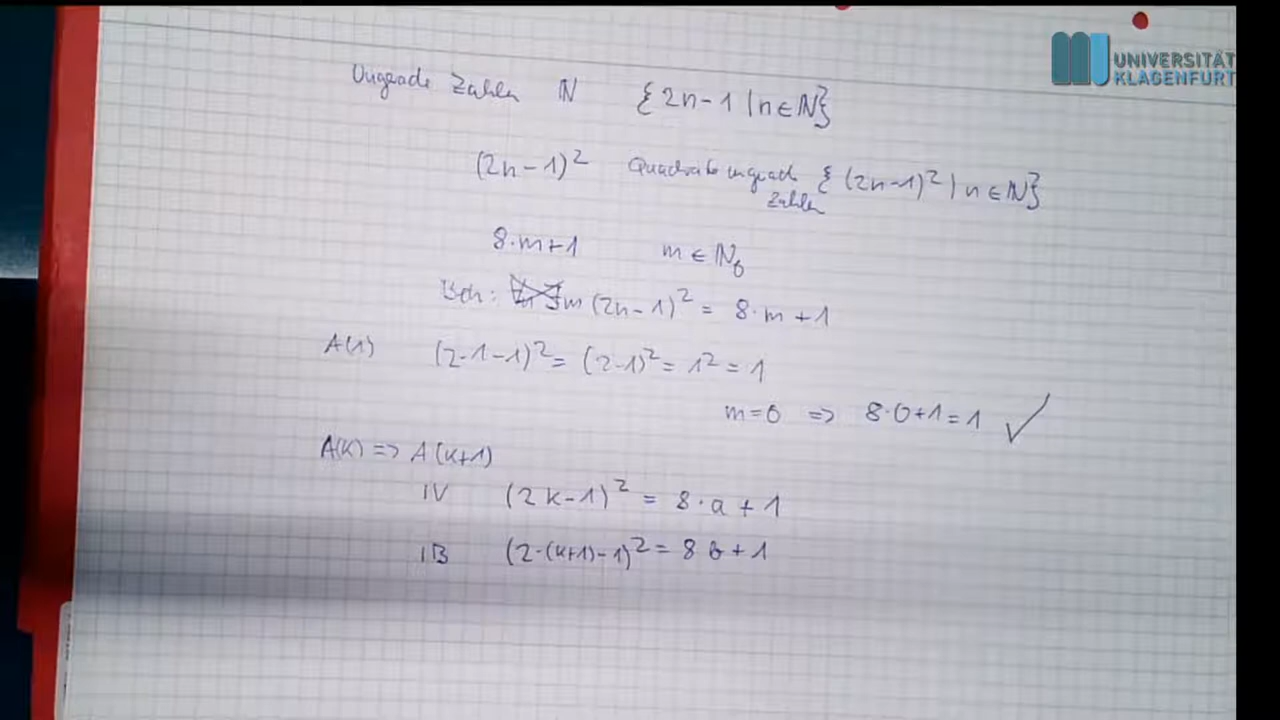 UNIVERSITÄT
KLAGENFURT
Ungerade Zahlen ℕ {2n-1 | n ∈ ℕ}
(2n-1)² Quadrate ungerade Zahlen {(2n-1)² | n ∈ ℕ}
8·m+1 m ∈ ℕ₀
Beh: ∃m (2n-1)² = 8·m+1
A(1) (2·1-1)² = (2-1)² = 1² = 1
m=0 => 8·0+1=1 ✓
A(k) => A(k+1)
IV (2k-1)² = 8·a+1
IB (2·(k+1)-1)² = 8b+1